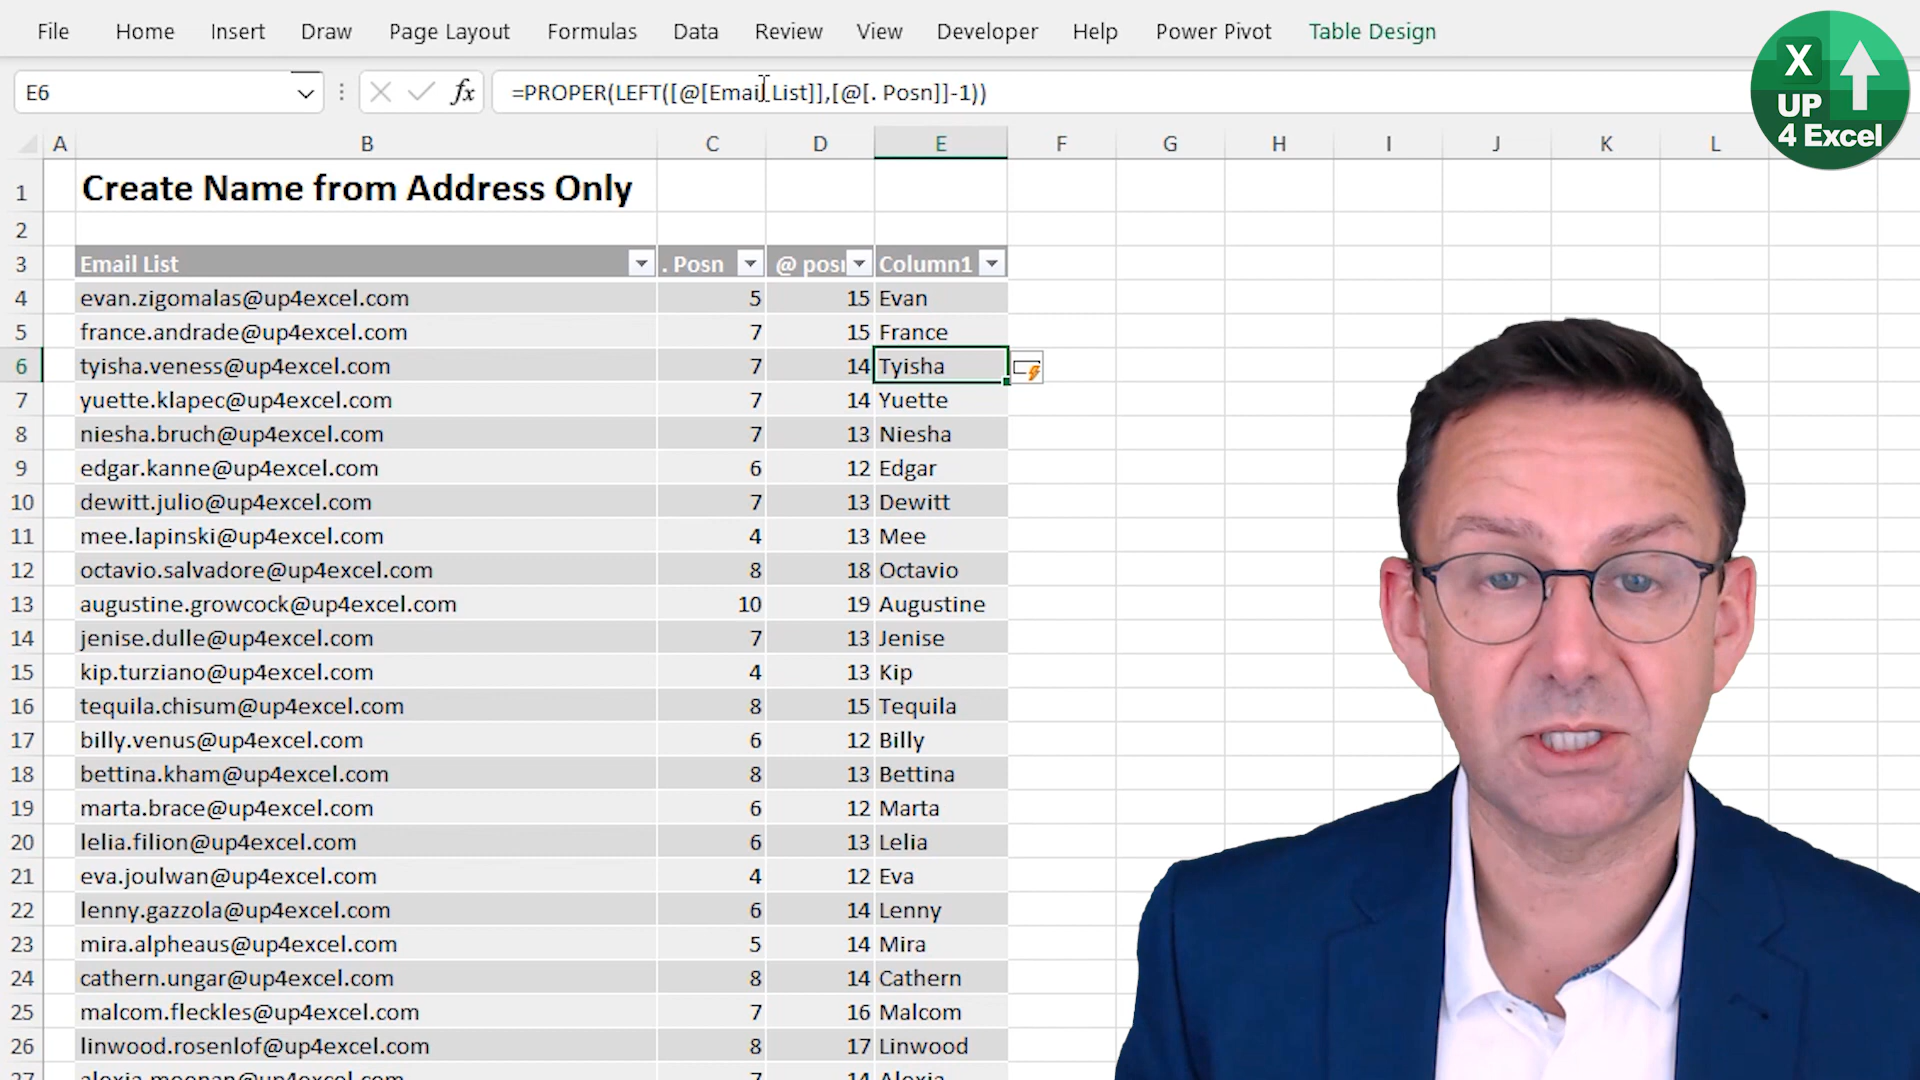 File Home Insert Draw Page Layout Formulas Data Review View Developer Help Power Pivot Table Design
X UP 4 Excel
E6 fx =PROPER(LEFT([@[Email List]],[@[. Posn]]-1))
A B C D E F G H I J K L
1 Create Name from Address Only
2
3 Email List . Posn @ posn Column1
4 evan.zigomalas@up4excel.com 5 15 Evan
5 france.andrade@up4excel.com 7 15 France
6 tyisha.veness@up4excel.com 7 14 Tyisha
7 yuette.klapec@up4excel.com 7 14 Yuette
8 niesha.bruch@up4excel.com 7 13 Niesha
9 edgar.kanne@up4excel.com 6 12 Edgar
10 dewitt.julio@up4excel.com 7 13 Dewitt
11 mee.lapinski@up4excel.com 4 13 Mee
12 octavio.salvadore@up4excel.com 8 18 Octavio
13 augustine.growcock@up4excel.com 10 19 Augustine
14 jenise.dulle@up4excel.com 7 13 Jenise
15 kip.turziano@up4excel.com 4 13 Kip
16 tequila.chisum@up4excel.com 8 15 Tequila
17 billy.venus@up4excel.com 6 12 Billy
18 bettina.kham@up4excel.com 8 13 Bettina
19 marta.brace@up4excel.com 6 12 Marta
20 lelia.filion@up4excel.com 6 13 Lelia
21 eva.joulwan@up4excel.com 4 12 Eva
22 lenny.gazzola@up4excel.com 6 14 Lenny
23 mira.alpheaus@up4excel.com 5 14 Mira
24 cathern.ungar@up4excel.com 8 14 Cathern
25 malcom.fleckles@up4excel.com 7 16 Malcom
26 linwood.rosenlof@up4excel.com 8 17 Linwood
27 7 14